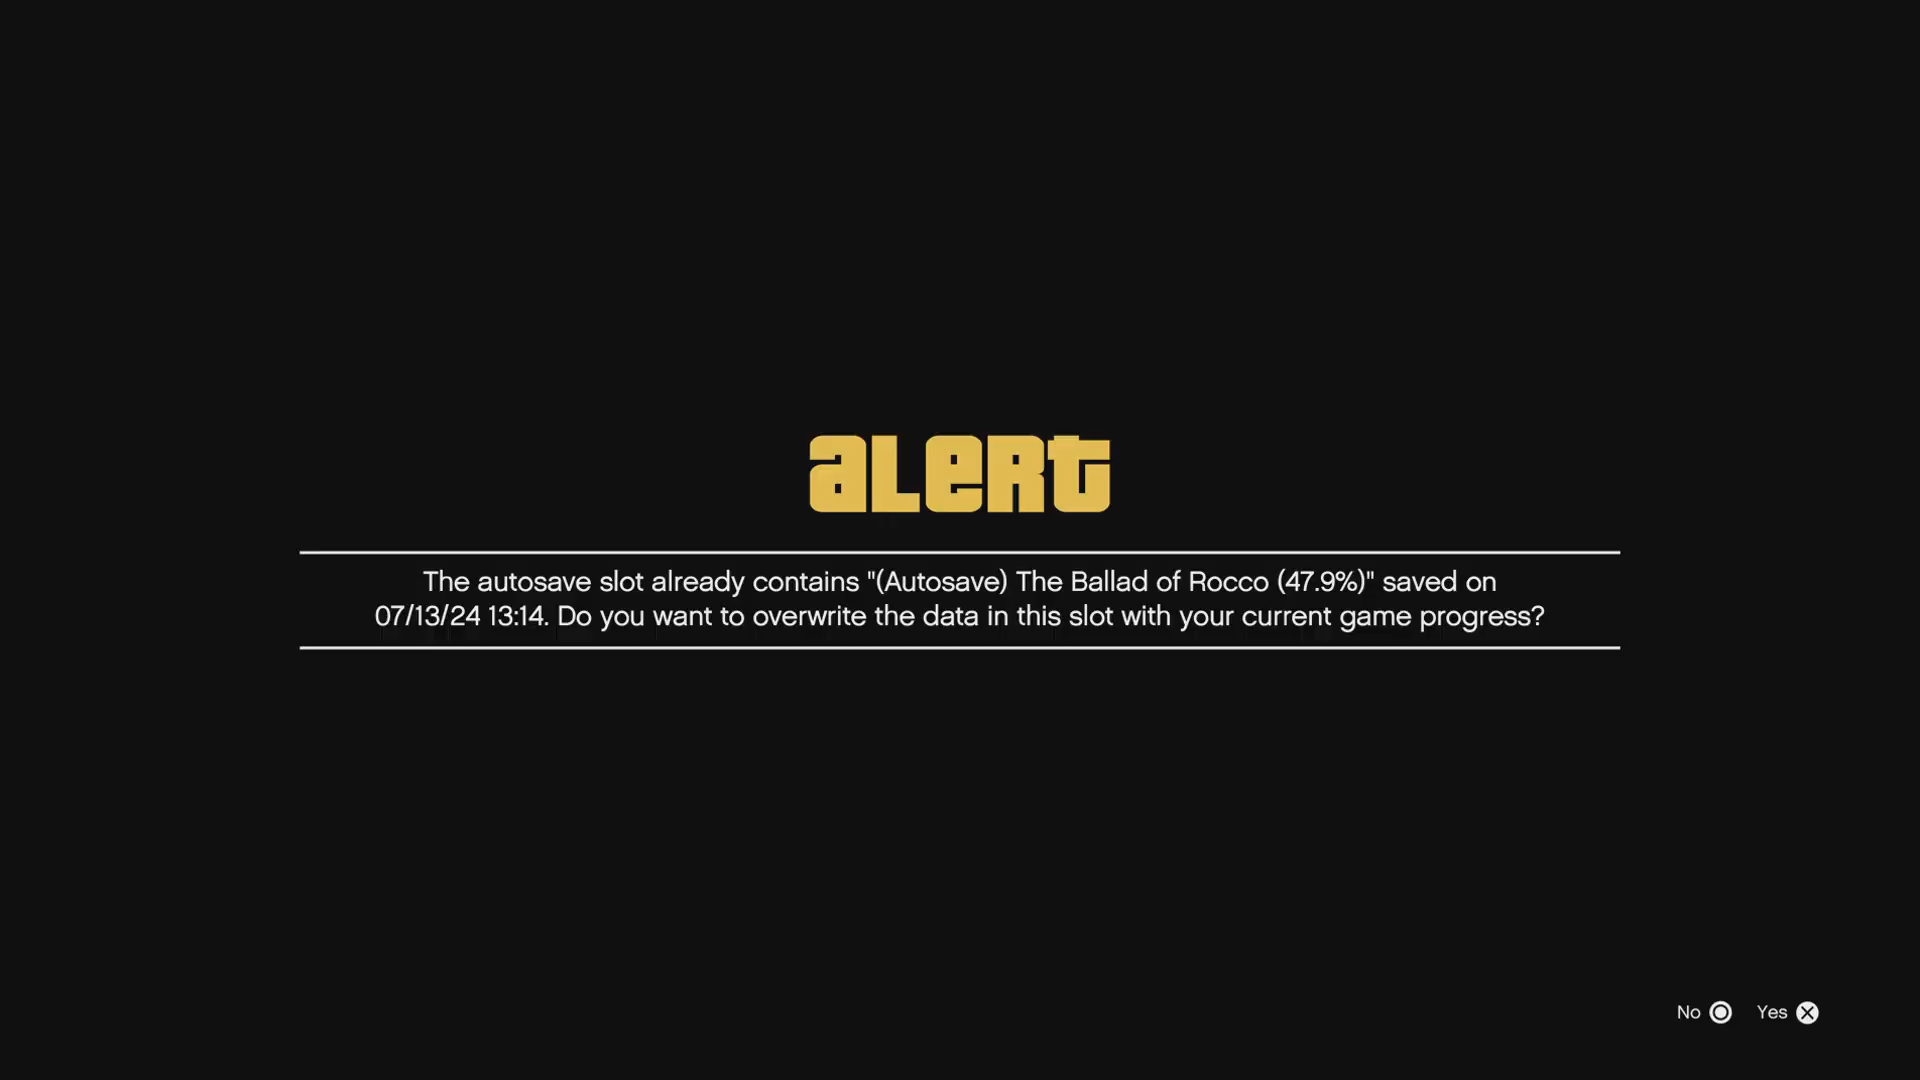 aLeRt
The autosave slot already contains "(Autosave) The Ballad of Rocco (47.9%)" saved on
07/13/24 13:14. Do you want to overwrite the data in this slot with your current game progress?
No Yes